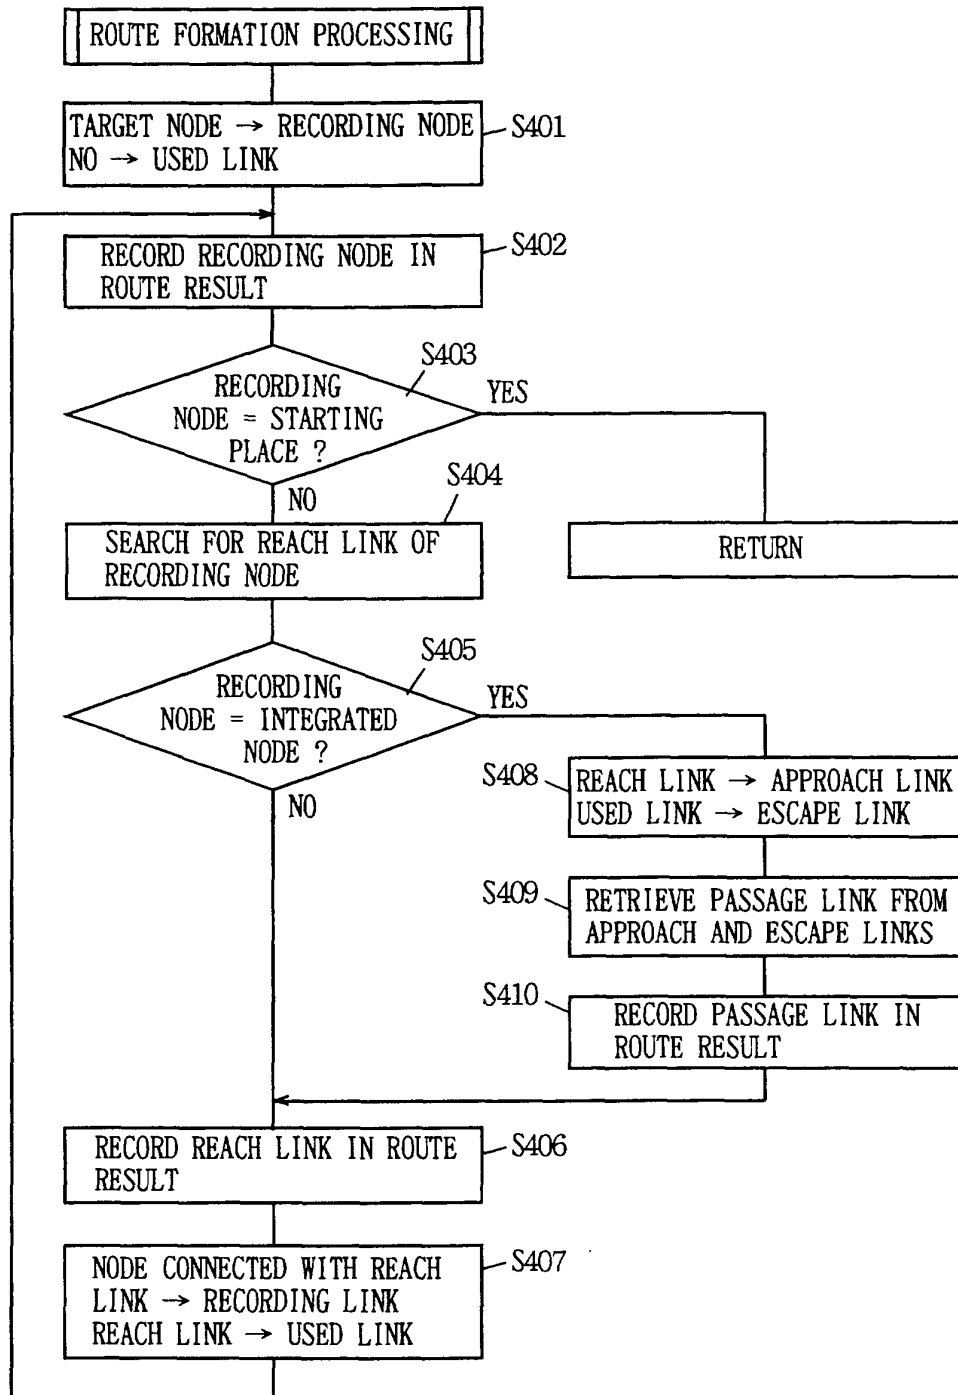 ROUTE FORMATION PROCESSING
TARGET NODE → RECORDING NODE
NO → USED LINK
S401
RECORD RECORDING NODE IN
ROUTE RESULT
S402
RECORDING
NODE = STARTING
PLACE ?
S403
YES
NO
RETURN
SEARCH FOR REACH LINK OF
RECORDING NODE
S404
RECORDING
NODE = INTEGRATED
NODE ?
S405
YES
NO
S408
REACH LINK → APPROACH LINK
USED LINK → ESCAPE LINK
S409
RETRIEVE PASSAGE LINK FROM
APPROACH AND ESCAPE LINKS
S410
RECORD PASSAGE LINK IN
ROUTE RESULT
RECORD REACH LINK IN ROUTE
RESULT
S406
NODE CONNECTED WITH REACH
LINK → RECORDING LINK
REACH LINK → USED LINK
S407